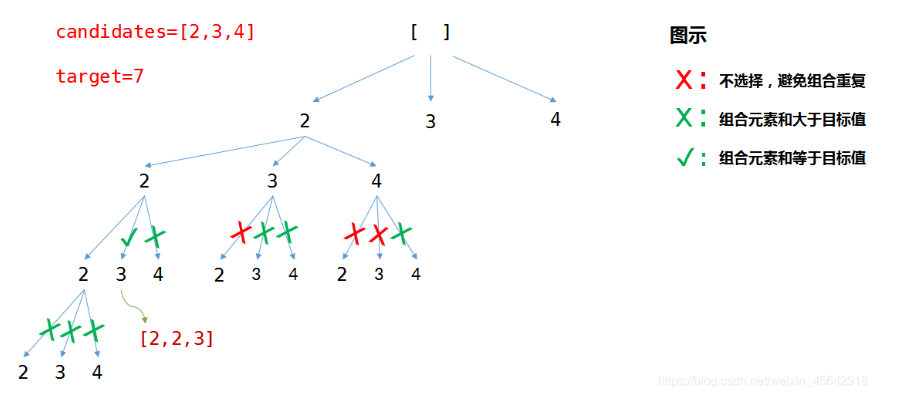 candidates=[2,3,4]
[ ]
图示
target=7
X：不选择，避免组合重复
X：组合元素和大于目标值
✓：组合元素和等于目标值
2 3 4
2 3 4
X X X X X X ✓ X
2 3 4 2 3 4 2 3 4
X X X
[2,2,3]
2 3 4
https://blog.csdn.net/weixin_45642918